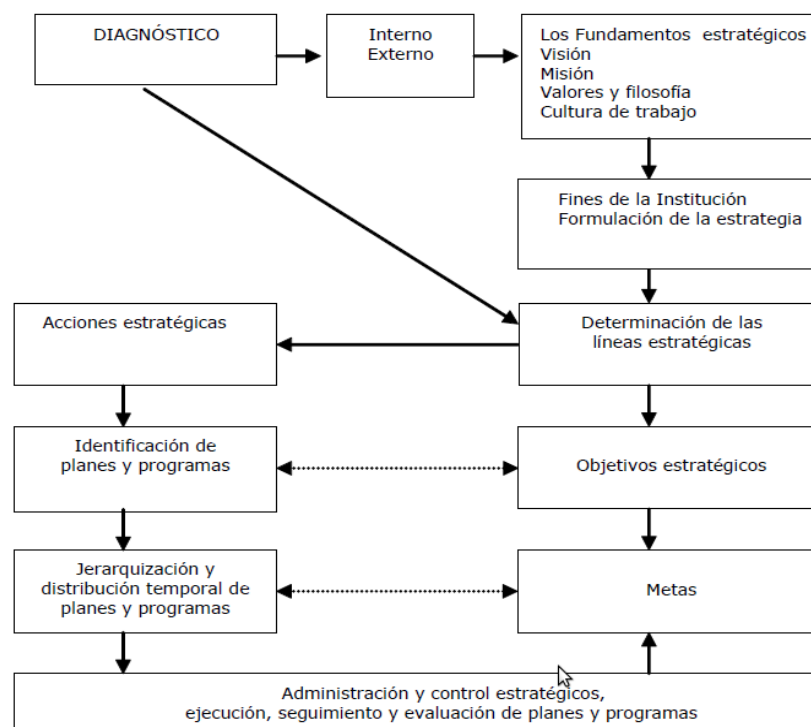 DIAGNÓSTICO
Interno
Externo
Los Fundamentos estratégicos
Visión
Misión
Valores y filosofía
Cultura de trabajo
Fines de la Institución
Formulación de la estrategia
Acciones estratégicas
Determinación de las
líneas estratégicas
Identificación de
planes y programas
Objetivos estratégicos
Jerarquización y
distribución temporal de
planes y programas
Metas
Administración y control estratégicos,
ejecución, seguimiento y evaluación de planes y programas